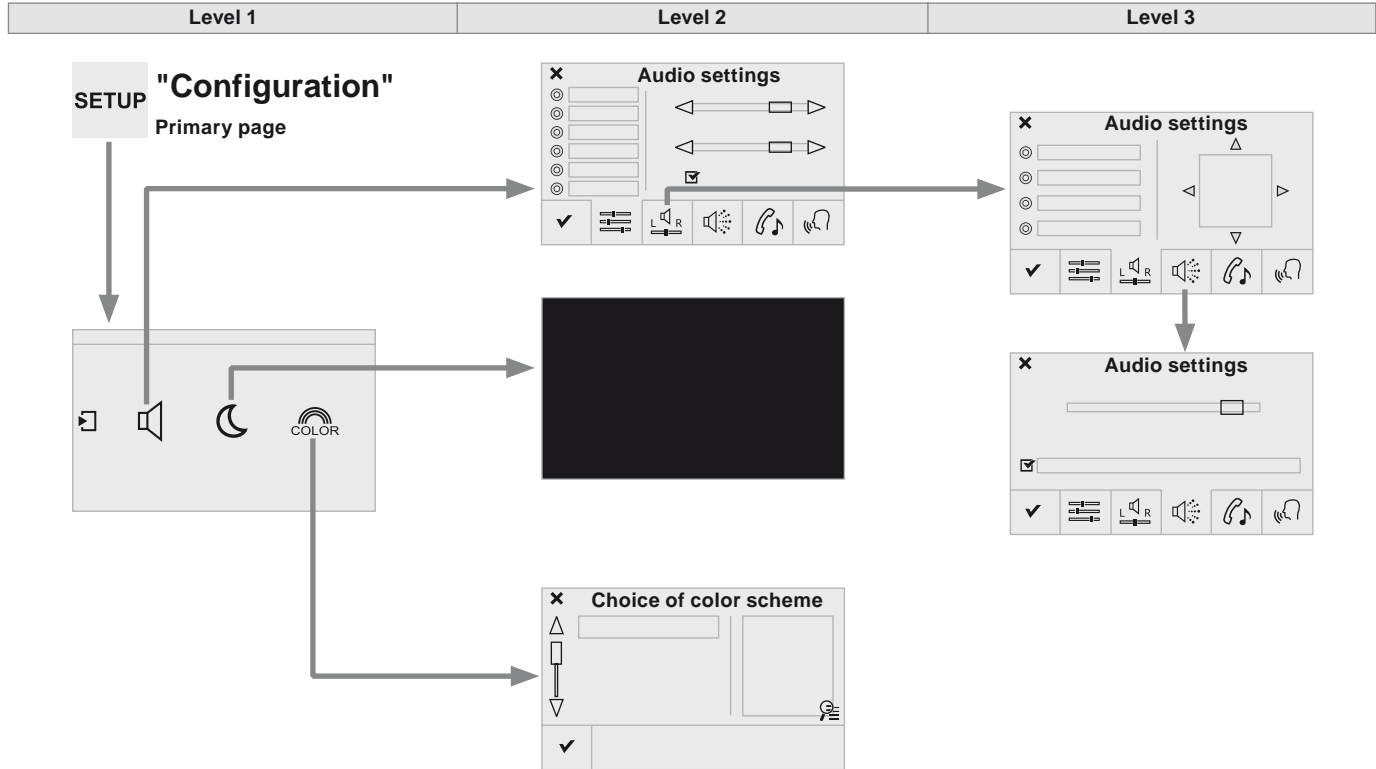 Level 1
Level 2
Level 3
SETUP
"Configuration"
Primary page
Audio settings
L R
Audio settings
L R
COLOR
Audio settings
L R
Choice of color scheme